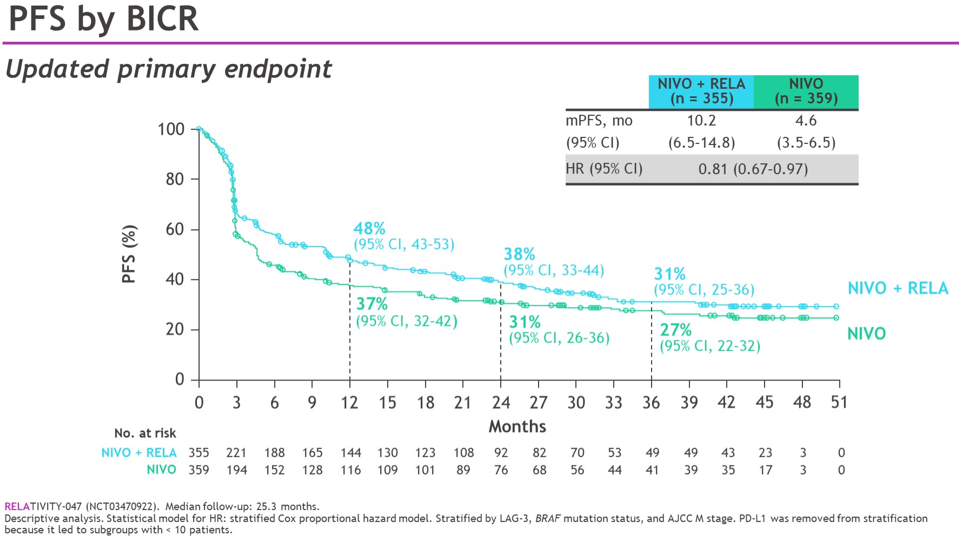 PFS by BICR
Updated primary endpoint
NIVO + RELA NIVO
(n = 355) (n = 359)
mPFS, mo 10.2 4.6
(95% CI) (6.5-14.8) (3.5-6.5)
HR (95% CI) 0.81 (0.67-0.97)
PFS (%)
100
80
60
40
20
0
48%
(95% CI, 43-53)
38%
(95% CI, 33-44)
31%
(95% CI, 25-36)
NIVO + RELA
37%
(95% CI, 32-42)
31%
(95% CI, 26-36)
27%
(95% CI, 22-32)
NIVO
0 3 6 9 12 15 18 21 24 27 30 33 36 39 42 45 48 51
Months
No. at risk
NIVO + RELA 355 221 188 165 144 130 123 108 92 82 70 53 49 49 43 23 3 0
NIVO 359 194 152 128 116 109 101 89 76 68 56 44 41 39 35 17 3 0
RELATIVITY-047 (NCT03470922). Median follow-up: 25.3 months.
Descriptive analysis. Statistical model for HR: stratified Cox proportional hazard model. Stratified by LAG-3, BRAF mutation status, and AJCC M stage. PD-L1 was removed from stratification
because it led to subgroups with < 10 patients.